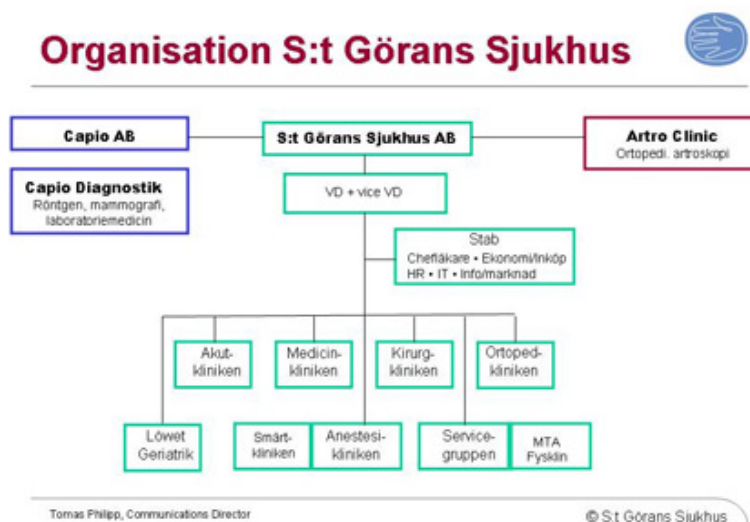 Organisation S:t Görans Sjukhus
Capio AB
S:t Görans Sjukhus AB
Artro Clinic
Ortopedi. artroskopi
Capio Diagnostik
Röntgen, mammografi,
laboratoriemedicin
VD + vice VD
Stab
Chefläkare • Ekonomi/Inköp
HR • IT • Info/marknad
Akut-
kliniken
Medicin-
kliniken
Kirurg-
kliniken
Ortoped-
kliniken
Löwet
Geriatrik
Smärt-
kliniken
Anestesi-
kliniken
Service-
gruppen
MTA
Fysklin
Tomas Philipp, Communications Director
© S:t Görans Sjukhus